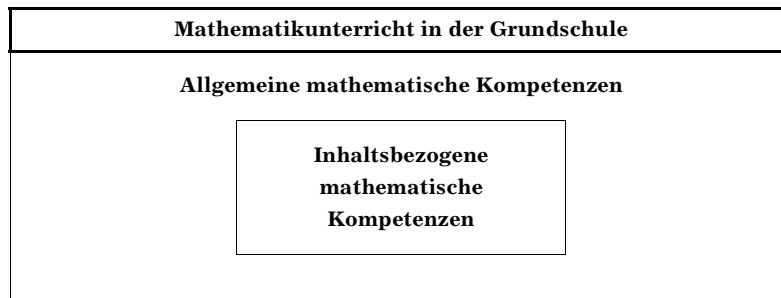 Mathematikunterricht in der Grundschule
Allgemeine mathematische Kompetenzen
Inhaltsbezogene
mathematische
Kompetenzen